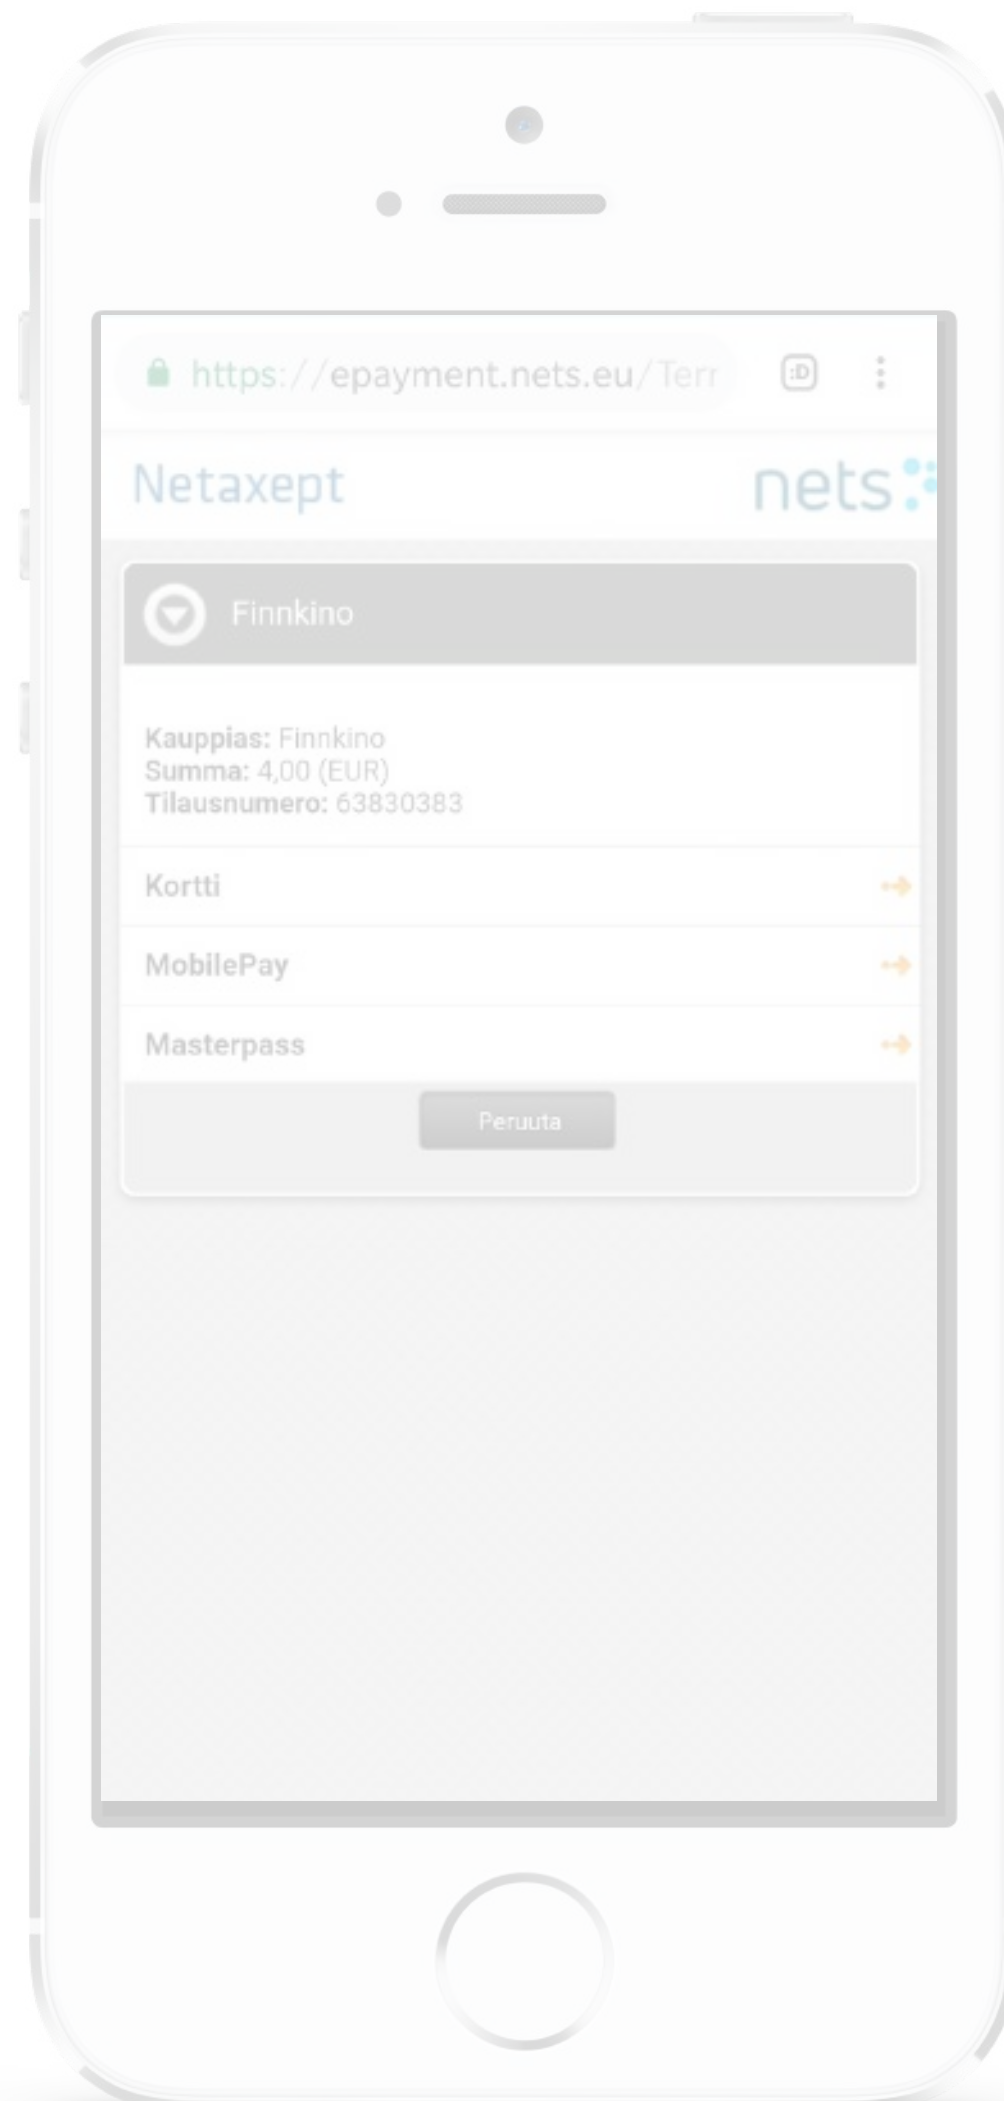 https://epayment.nets.eu/Terr
:D
Netaxept
nets
Finnkino
Kauppias: Finnkino
Summa: 4,00 (EUR)
Tilausnumero: 63830383
Kortti
MobilePay
Masterpass
Peruuta